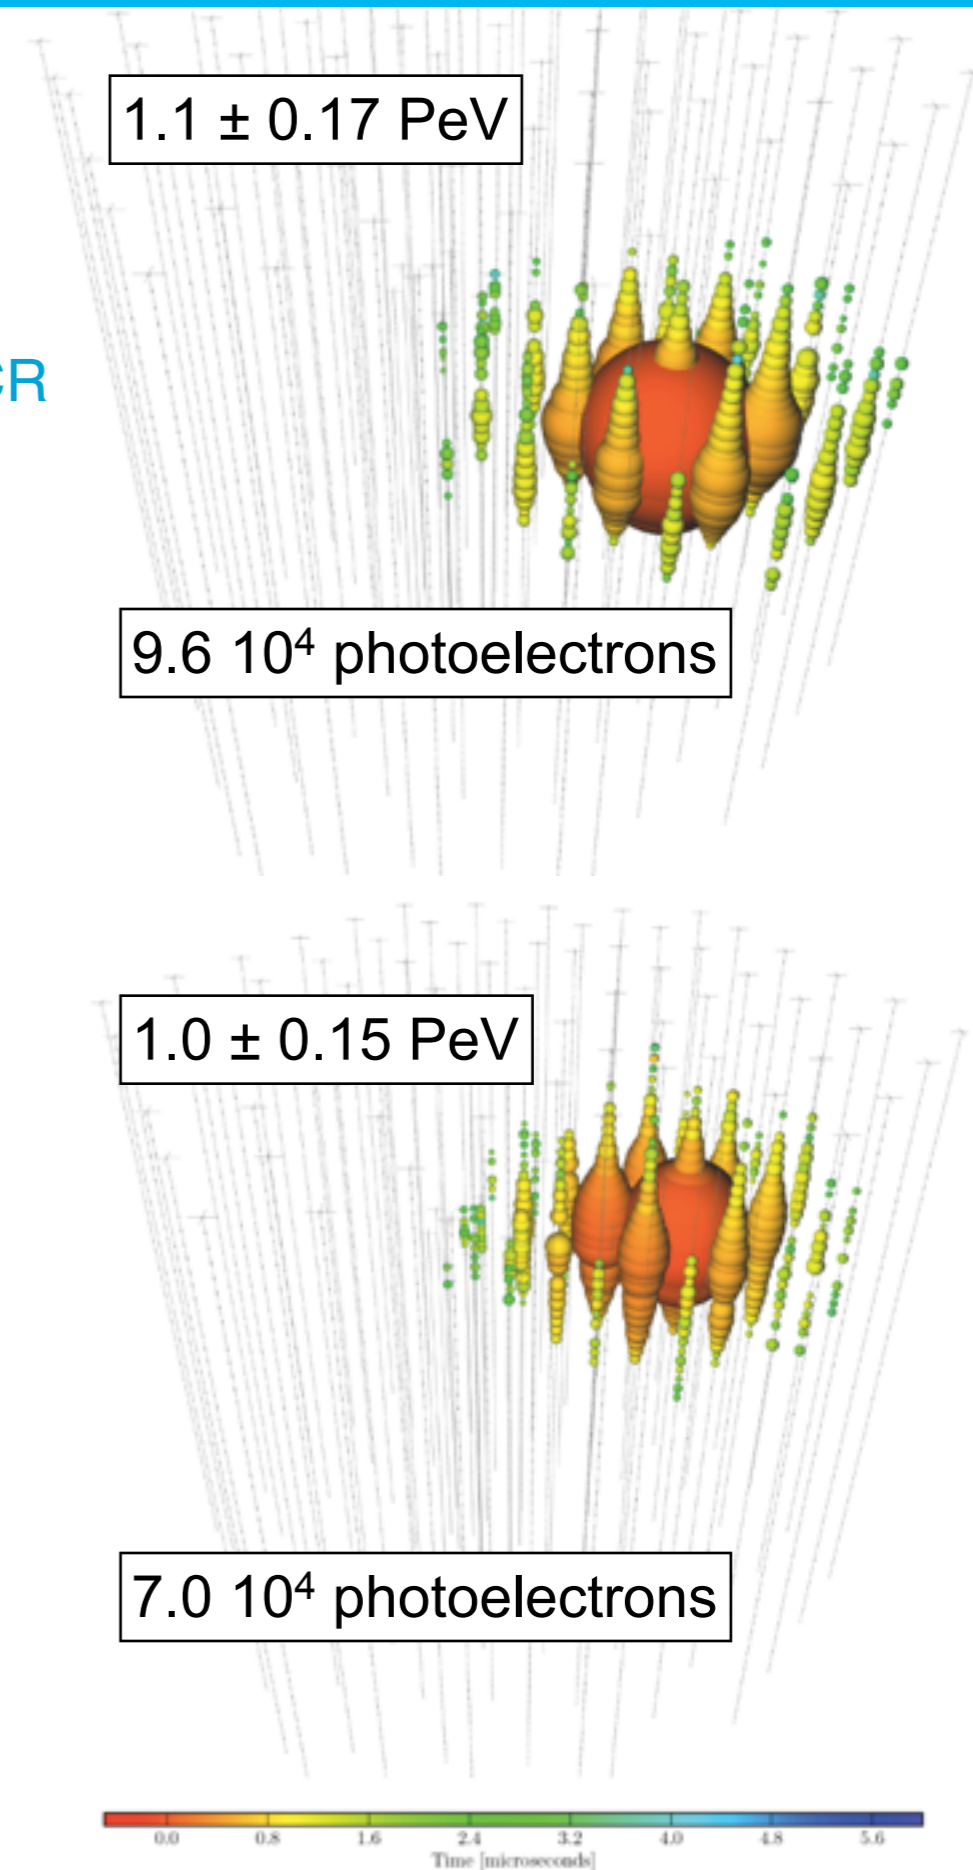 1.1 ± 0.17 PeV
CR
9.6 10⁴ photoelectrons
1.0 ± 0.15 PeV
7.0 10⁴ photoelectrons
0.0 0.8 1.6 2.4 3.2 4.0 4.8 5.6
Time [microseconds]